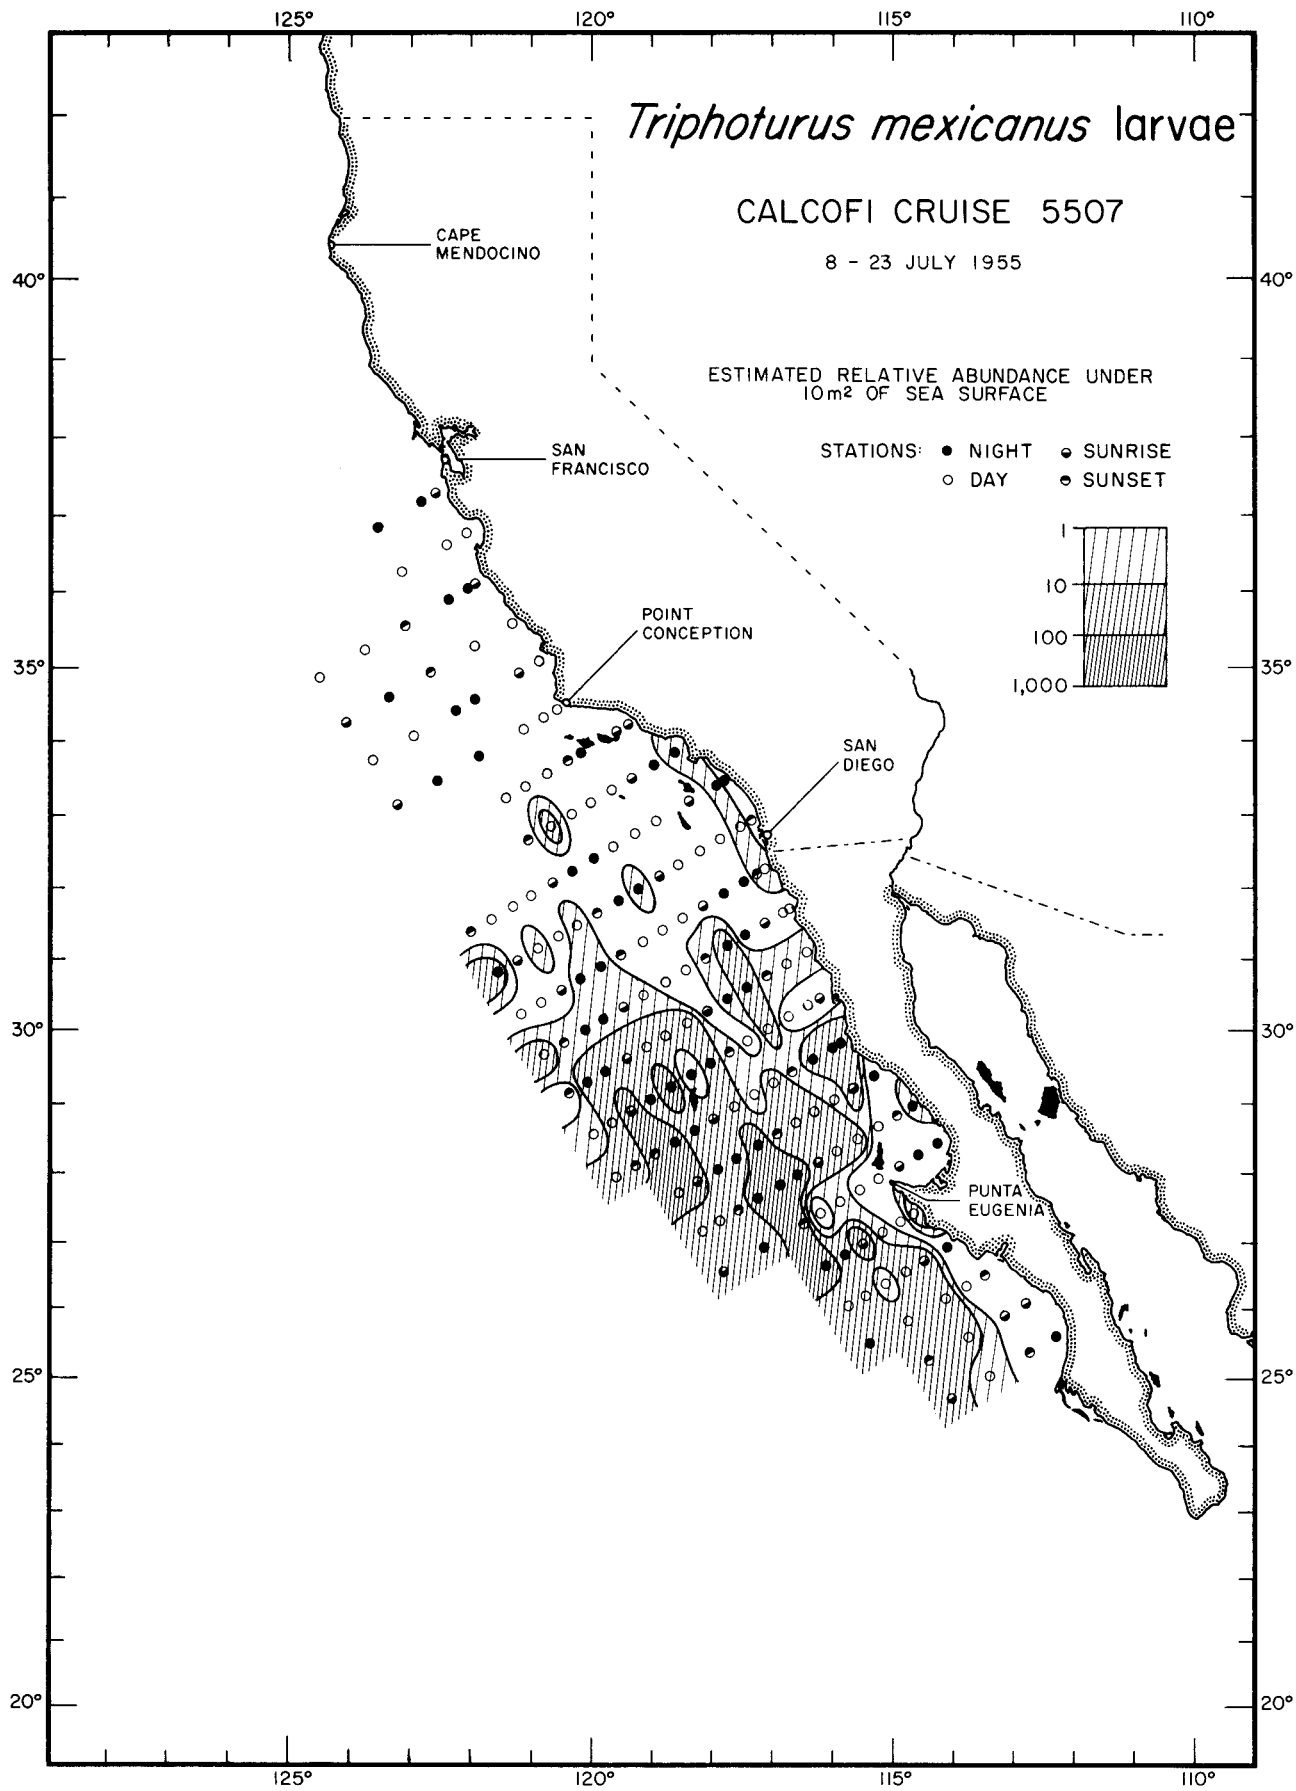 125° 120° 115° 110°
Triphoturus mexicanus larvae
CALCOFI CRUISE 5507
8 - 23 JULY 1955
CAPE
MENDOCINO
40° 40°
ESTIMATED RELATIVE ABUNDANCE UNDER
10m² OF SEA SURFACE
STATIONS: NIGHT SUNRISE
DAY SUNSET
SAN
FRANCISCO
1
10
100
1,000
POINT
CONCEPTION
35° 35°
SAN
DIEGO
30° 30°
PUNTA
EUGENIA
25° 25°
20° 20°
125° 120° 115° 110°